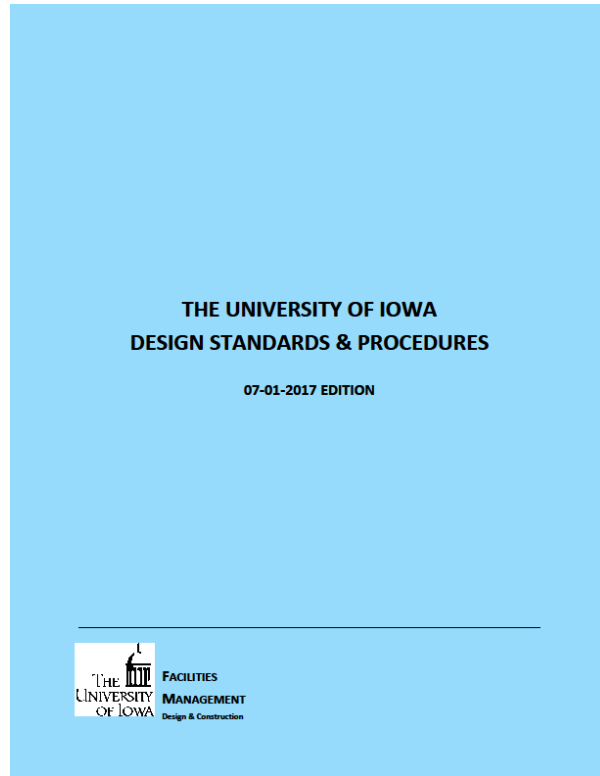 THE UNIVERSITY OF IOWA
DESIGN STANDARDS & PROCEDURES
07-01-2017 EDITION
THE
UNIVERSITY
OF IOWA
FACILITIES
MANAGEMENT
Design & Construction